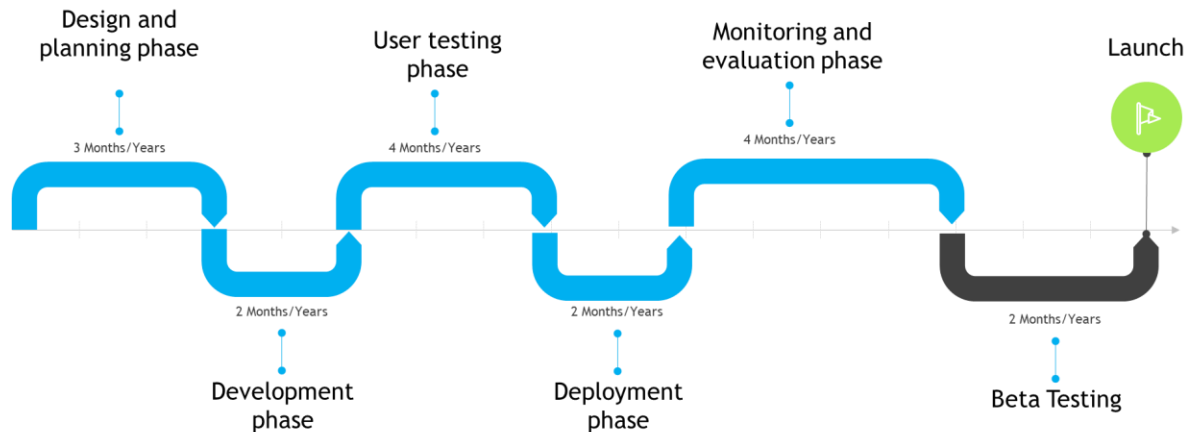 Design and
planning phase
3 Months/Years
Development
phase
2 Months/Years
User testing
phase
4 Months/Years
Deployment
phase
2 Months/Years
Monitoring and
evaluation phase
4 Months/Years
Beta Testing
2 Months/Years
Launch